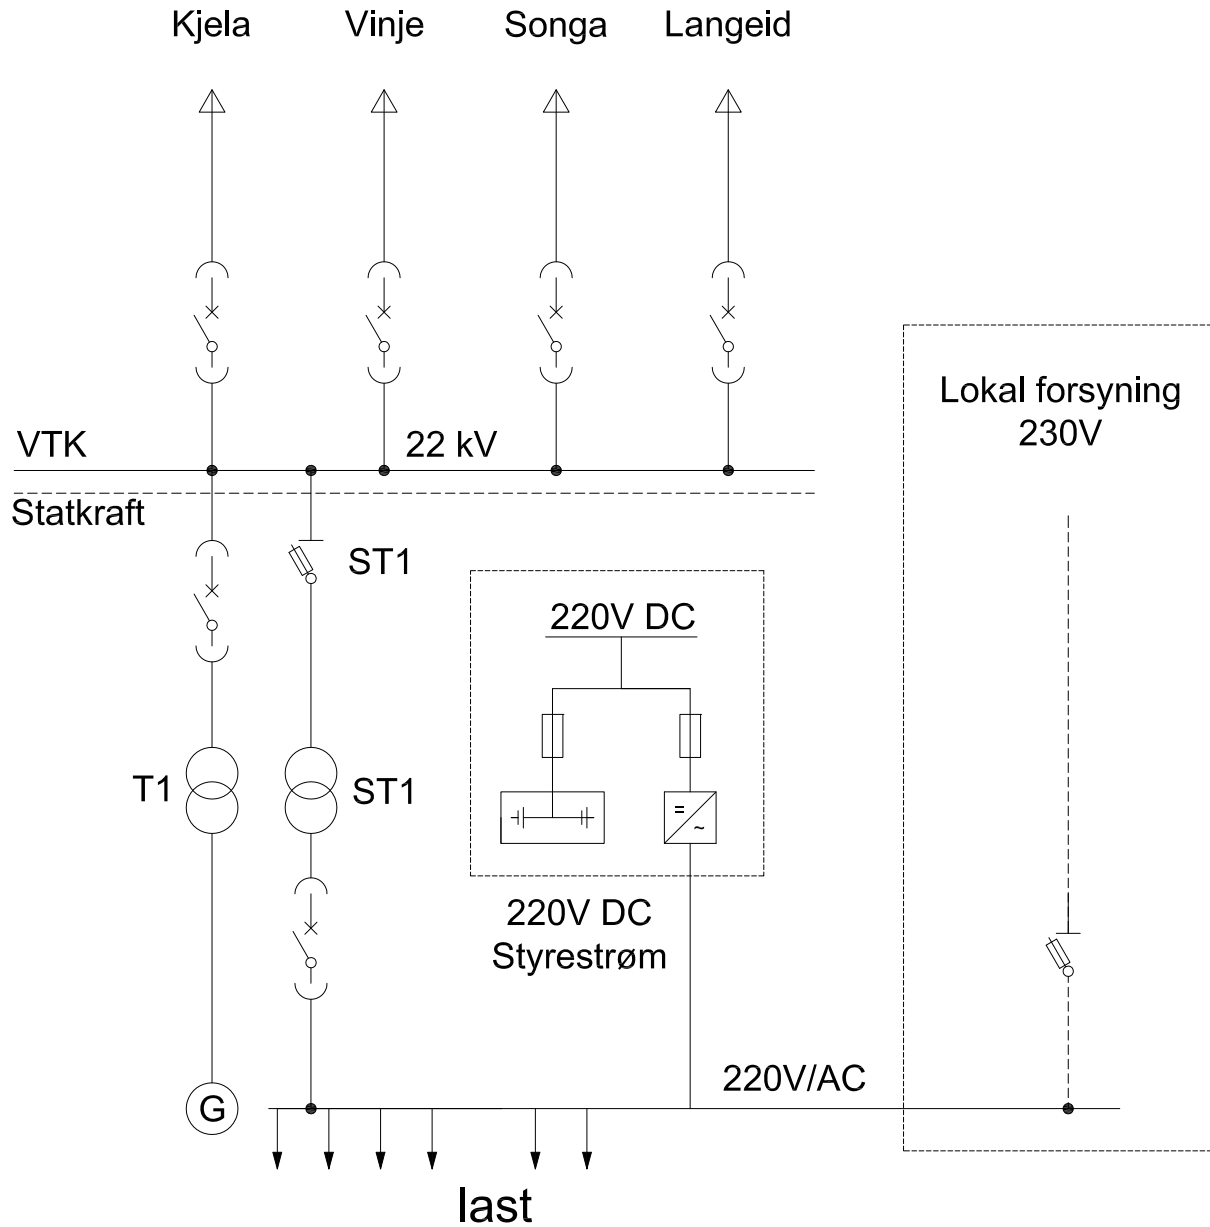 Kjela
Vinje
Songa
Langeid
Lokal forsyning
230V
VTK
22 kV
Statkraft
ST1
220V DC
T1
ST1
=
~
220V DC
Styrestrøm
220V/AC
G
last